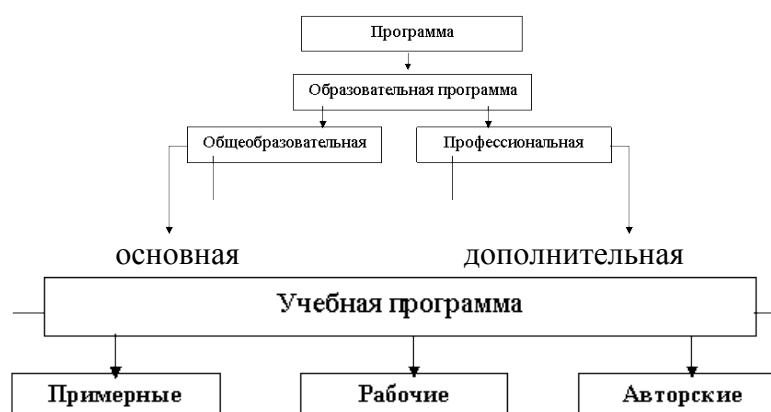 Программа
Образовательная программа
Общеобразовательная Профессиональная
основная дополнительная
Учебная программа
Примерные Рабочие Авторские